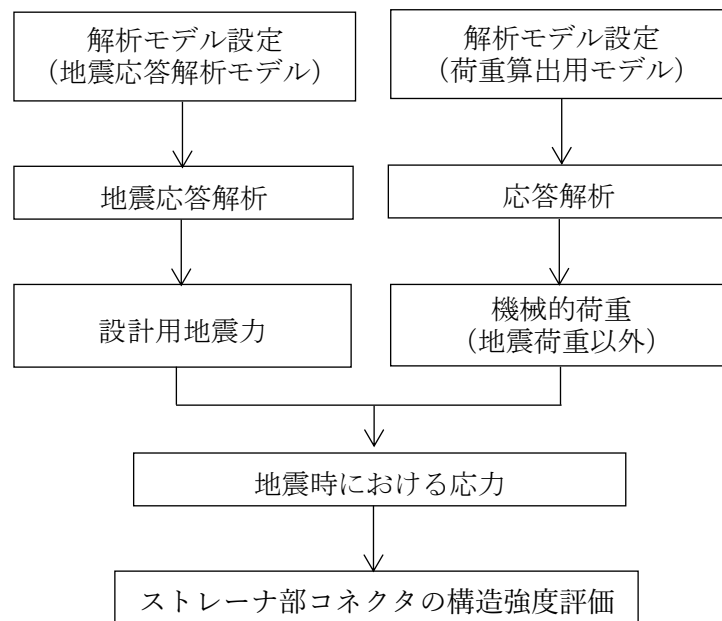 解析モデル設定
(地震応答解析モデル)
解析モデル設定
(荷重算出用モデル)
地震応答解析
応答解析
設計用地震力
機械的荷重
(地震荷重以外)
地震時における応力
ストレーナ部コネクタの構造強度評価